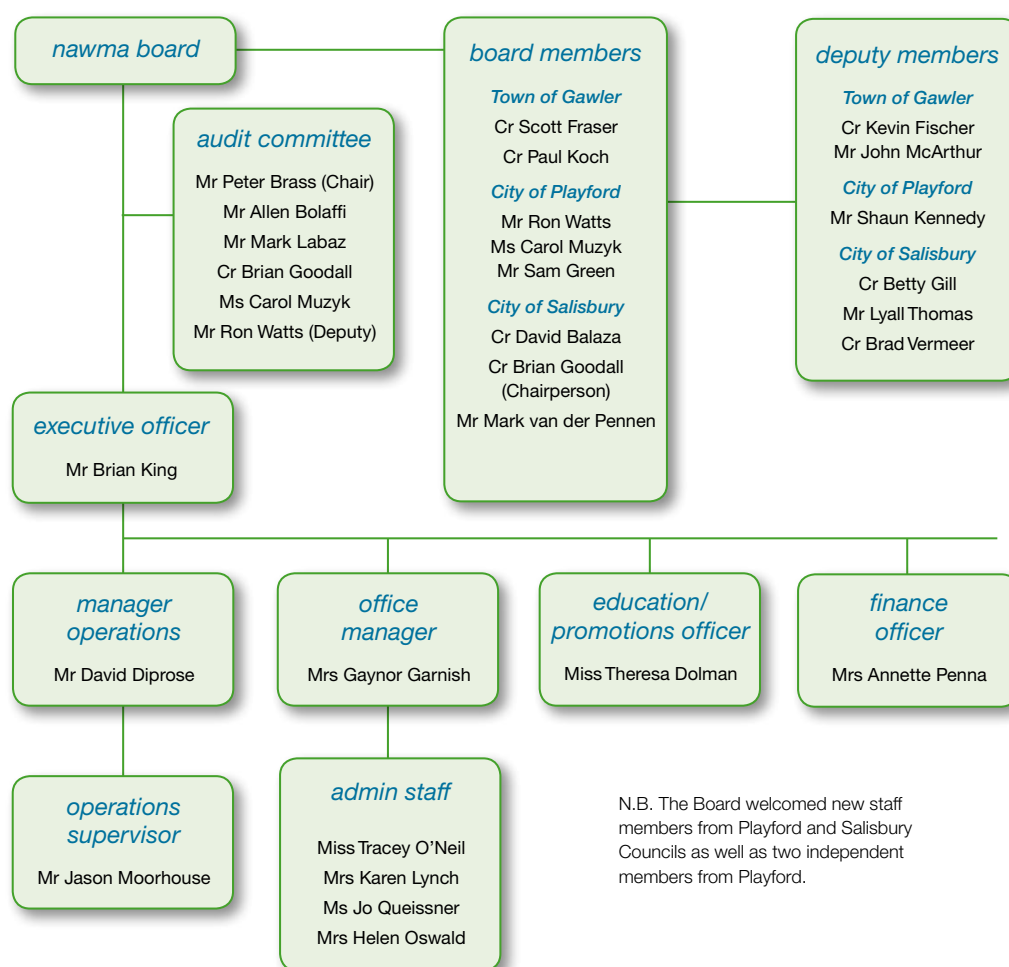 nawma board
board members
Town of Gawler
Cr Scott Fraser
Cr Paul Koch
City of Playford
Mr Ron Watts
Ms Carol Muzyk
Mr Sam Green
City of Salisbury
Cr David Balaza
Cr Brian Goodall
(Chairperson)
Mr Mark van der Pennen
deputy members
Town of Gawler
Cr Kevin Fischer
Mr John McArthur
City of Playford
Mr Shaun Kennedy
City of Salisbury
Cr Betty Gill
Mr Lyall Thomas
Cr Brad Vermeer
audit committee
Mr Peter Brass (Chair)
Mr Allen Bolaffi
Mr Mark Labaz
Cr Brian Goodall
Ms Carol Muzyk
Mr Ron Watts (Deputy)
executive officer
Mr Brian King
manager
operations
Mr David Diprose
office
manager
Mrs Gaynor Garnish
education/
promotions officer
Miss Theresa Dolman
finance
officer
Mrs Annette Penna
operations
supervisor
Mr Jason Moorhouse
admin staff
Miss Tracey O'Neil
Mrs Karen Lynch
Ms Jo Queissner
Mrs Helen Oswald
N.B. The Board welcomed new staff
members from Playford and Salisbury
Councils as well as two independent
members from Playford.